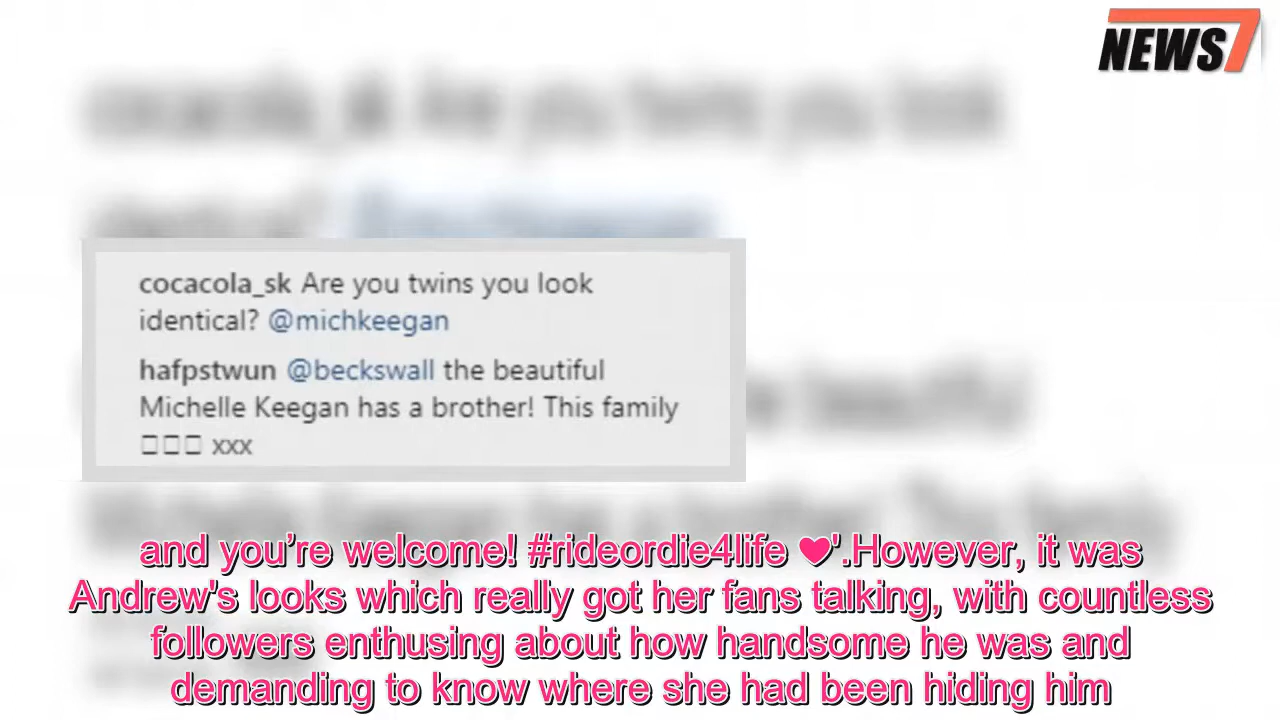 NEWS7
cocacola_sk Are you twins you look
identical? @michkeegan
hafpstwun @beckswall the beautiful
Michelle Keegan has a brother! This family
□□□ xxx
and you’re welcome! #rideordie4life ❤'.However, it was
Andrew's looks which really got her fans talking, with countless
followers enthusing about how handsome he was and
demanding to know where she had been hiding him